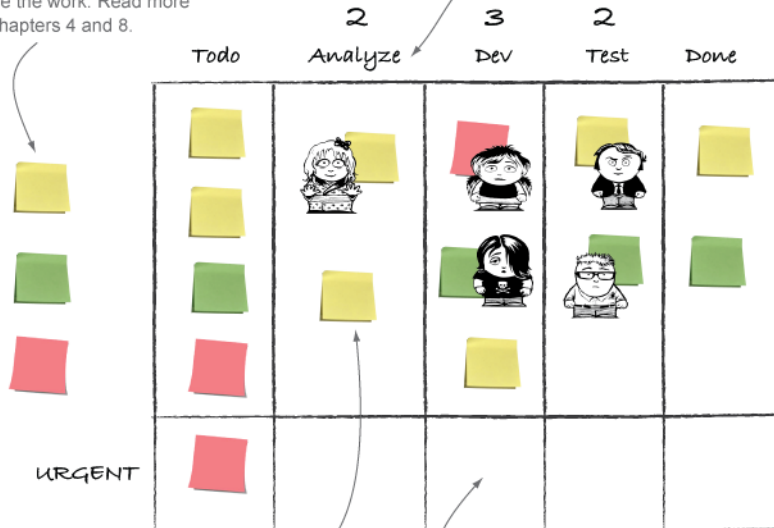 e the work. Read more
hapters 4 and 8.
2 3 2
Todo Analyze Dev Test Done
URGENT